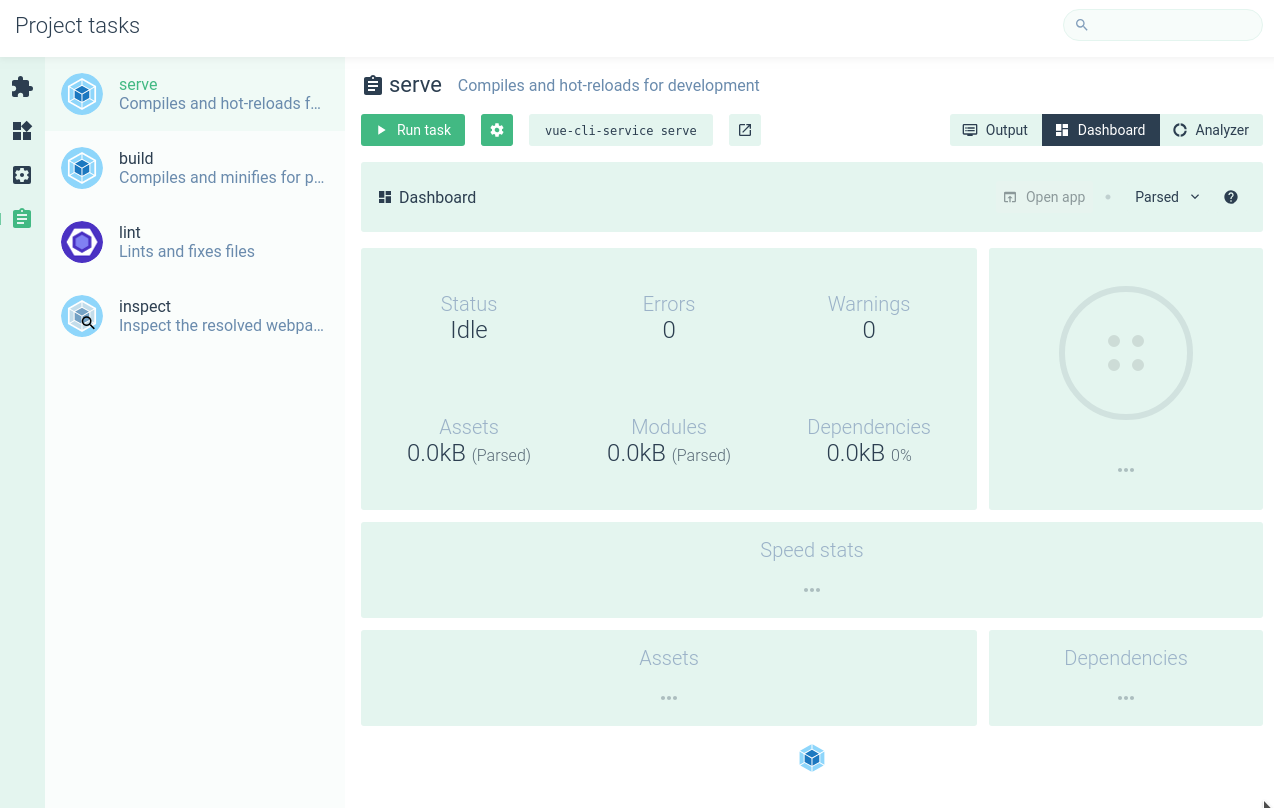 Project tasks
serve
Compiles and hot-reloads f...
build
Compiles and minifies for p...
lint
Lints and fixes files
inspect
Inspect the resolved webpa...
serve Compiles and hot-reloads for development
Run task vue-cli-service serve Output Dashboard Analyzer
Dashboard Open app Parsed
Status Errors Warnings
Idle 0 0
Assets Modules Dependencies
0.0kB (Parsed) 0.0kB (Parsed) 0.0kB 0%
Speed stats
Assets Dependencies